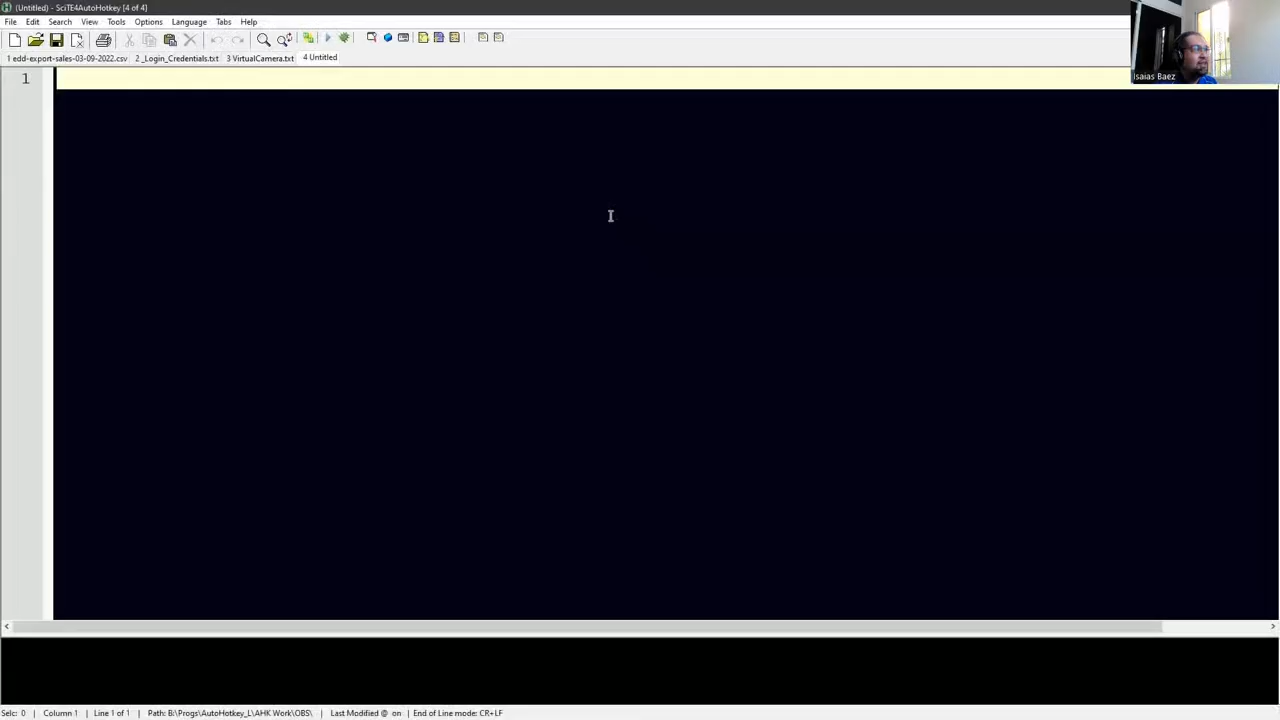 (Untitled) - SciTE4AutoHotkey [4 of 4]
File Edit Search View Tools Options Language Tabs Help
1 edd-export-sales-03-09-2022.csv 2 _Login_Credentials.txt 3 VirtualCamera.txt 4 Untitled
1
Isaias Baez
Selc: 0 Column 1 Line 1 of 1 Path: B:\Progs\AutoHotkey_L\AHK Work\OBS\ Last Modified @ on End of Line mode: CR+LF